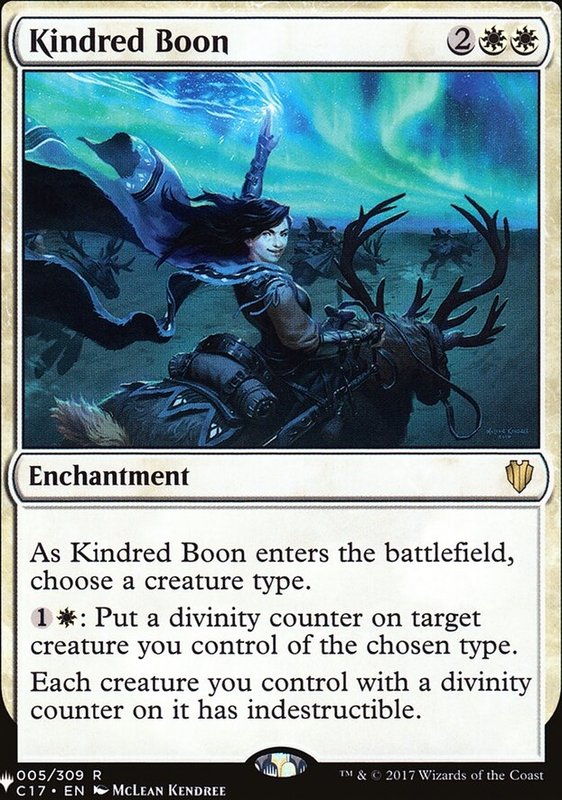 Kindred Boon 2
Enchantment
As Kindred Boon enters the battlefield,
choose a creature type.
1: Put a divinity counter on target
creature you control of the chosen type.
Each creature you control with a divinity
counter on it has indestructible.
005/309 R
C17 • EN McLean Kendree
™ & © 2017 Wizards of the Coast